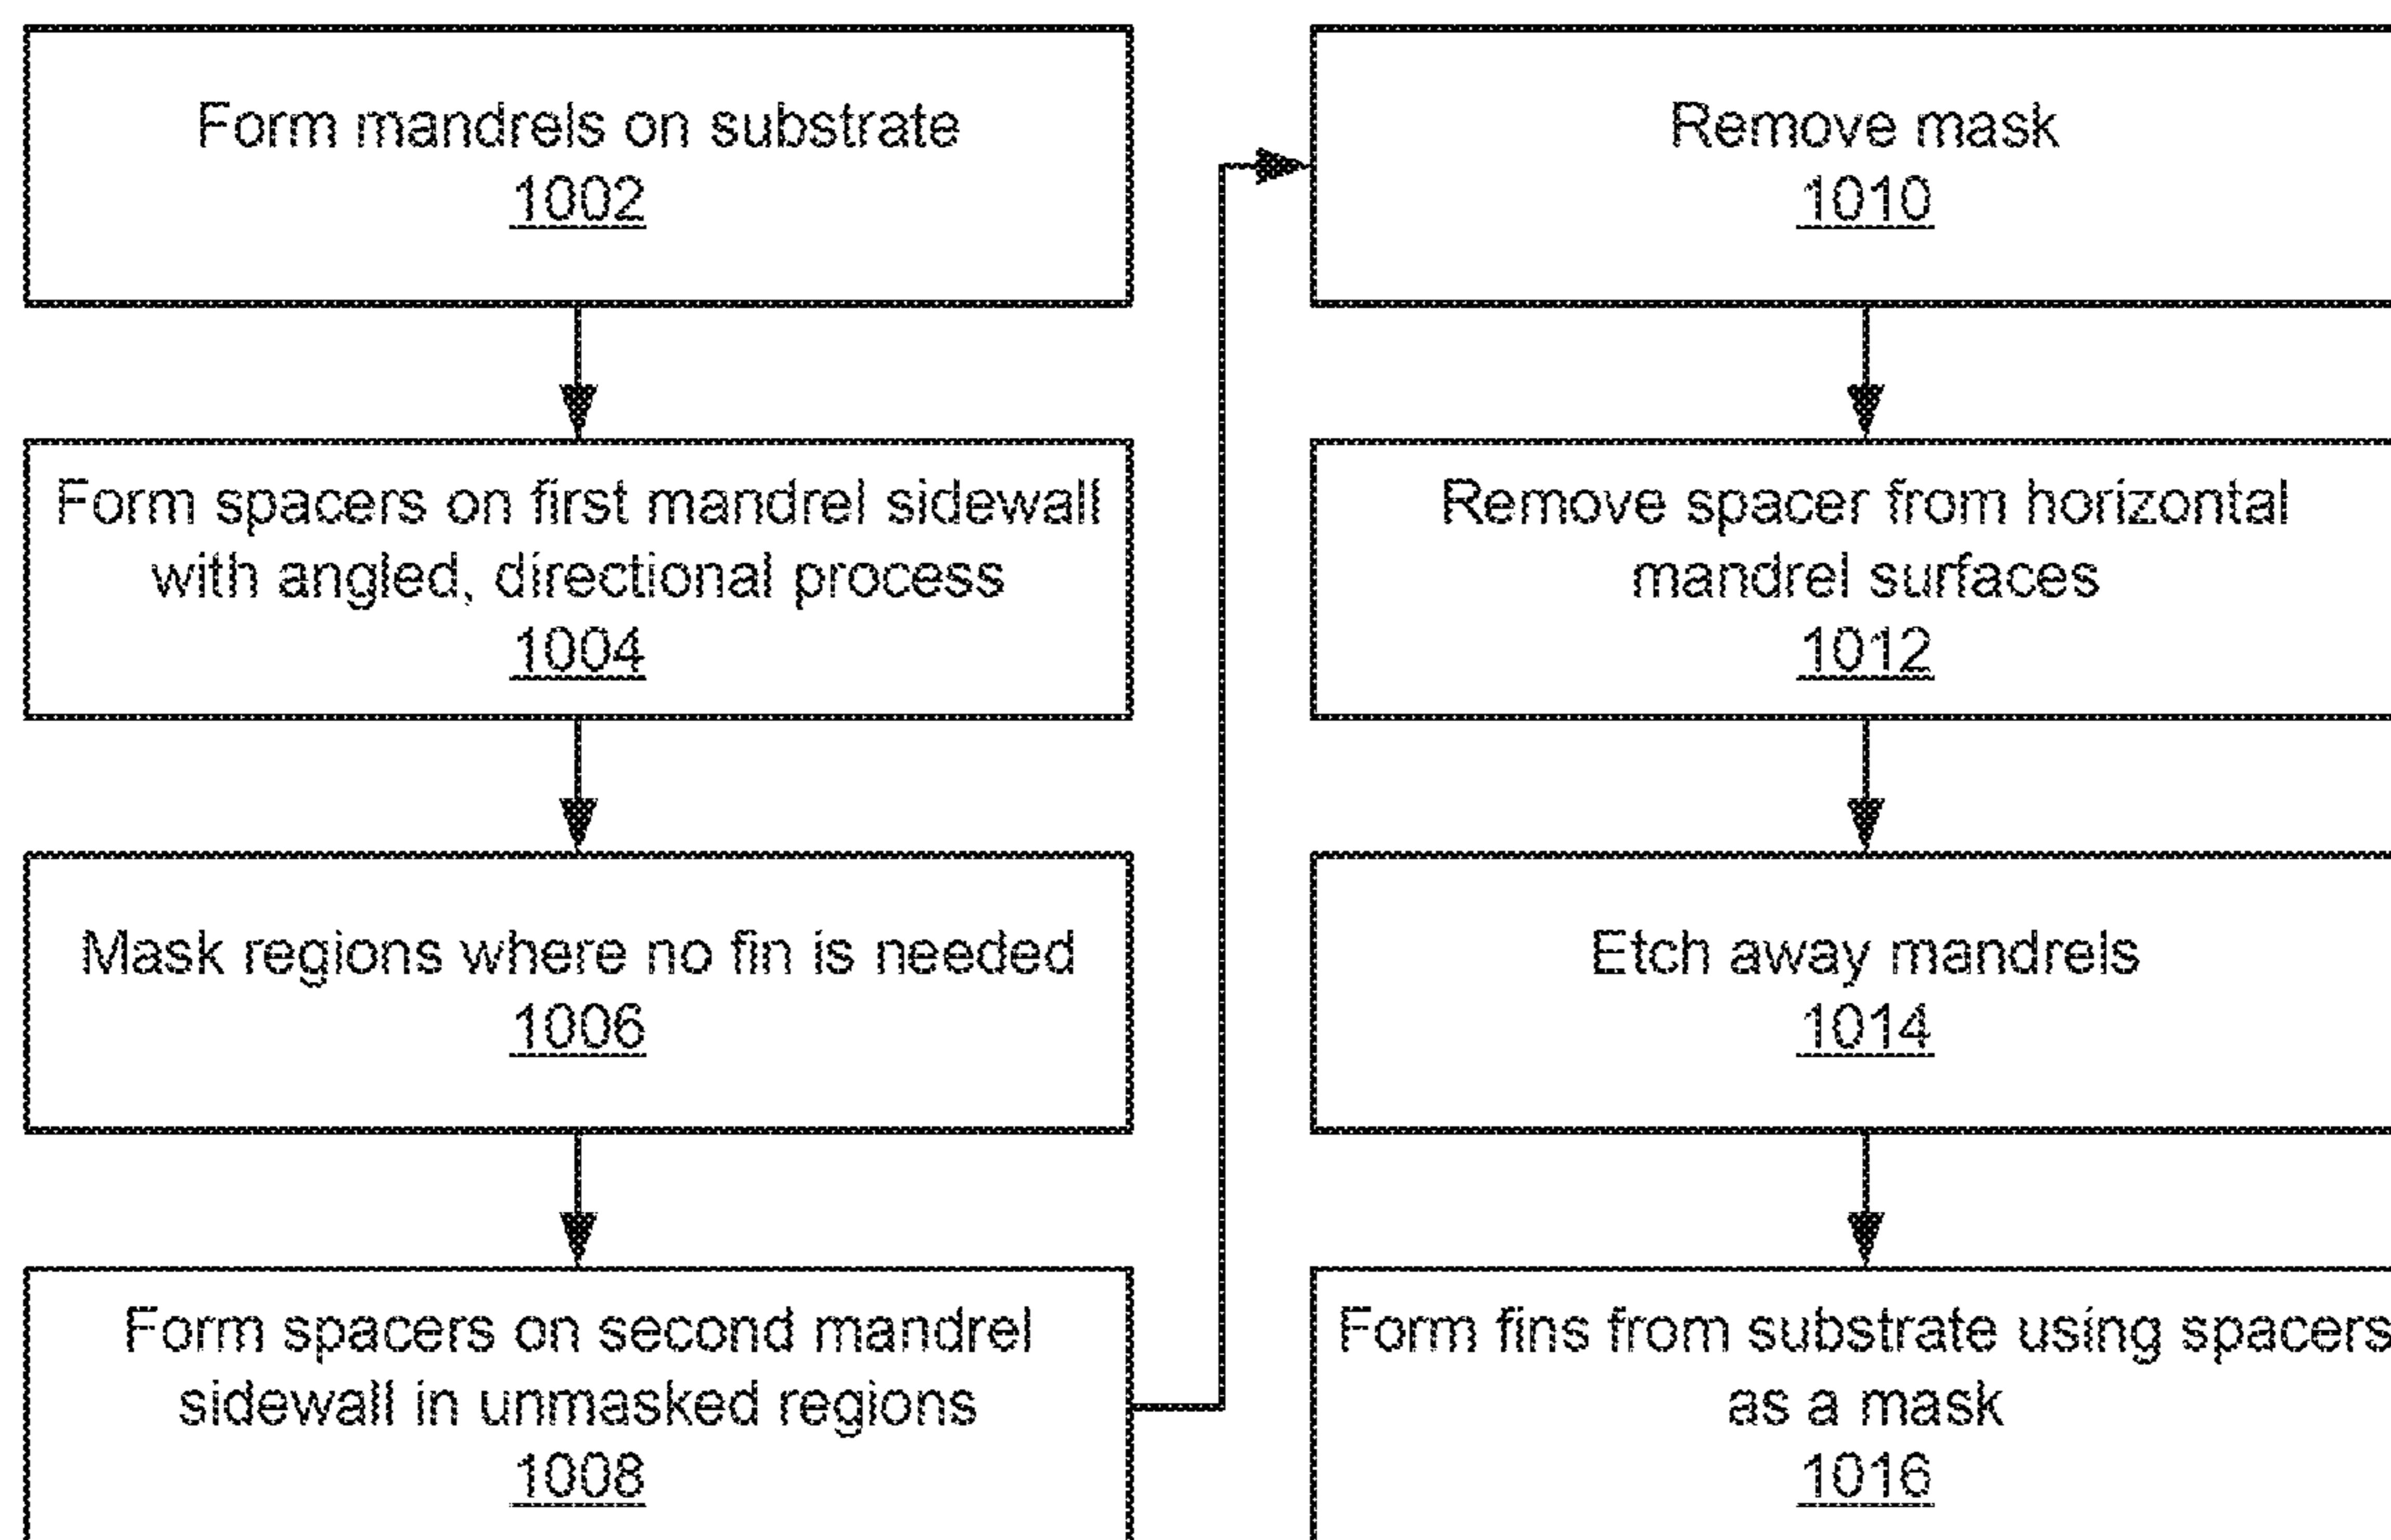 Form mandrels on substrate
1002
Form spacers on first mandrel sidewall
with angled, directional process
1004
Mask regions where no fin is needed
1006
Form spacers on second mandrel
sidewall in unmasked regions
1008
Remove mask
1010
Remove spacer from horizontal
mandrel surfaces
1012
Etch away mandrels
1014
Form fins from substrate using spacers
as a mask
1016